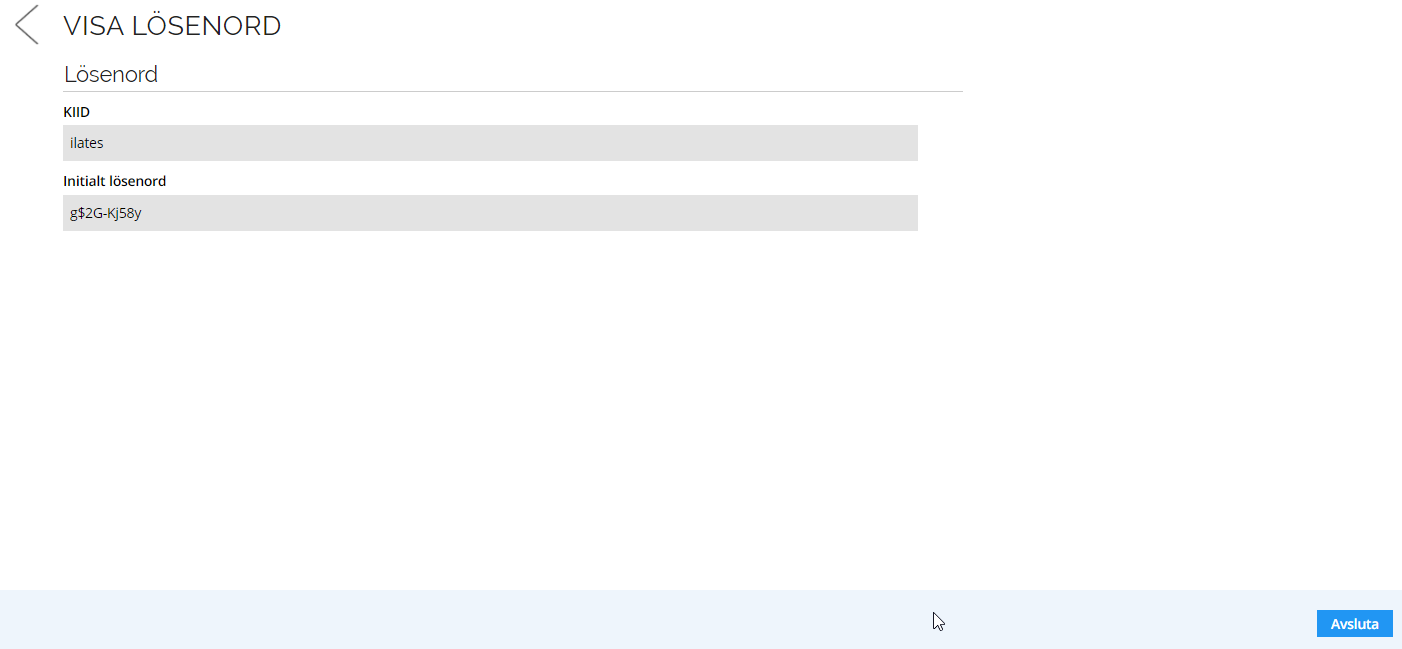 VISA LÖSENORD
Lösenord
KIID
ilates
Initialt lösenord
g$2G-Kj58y
Avsluta